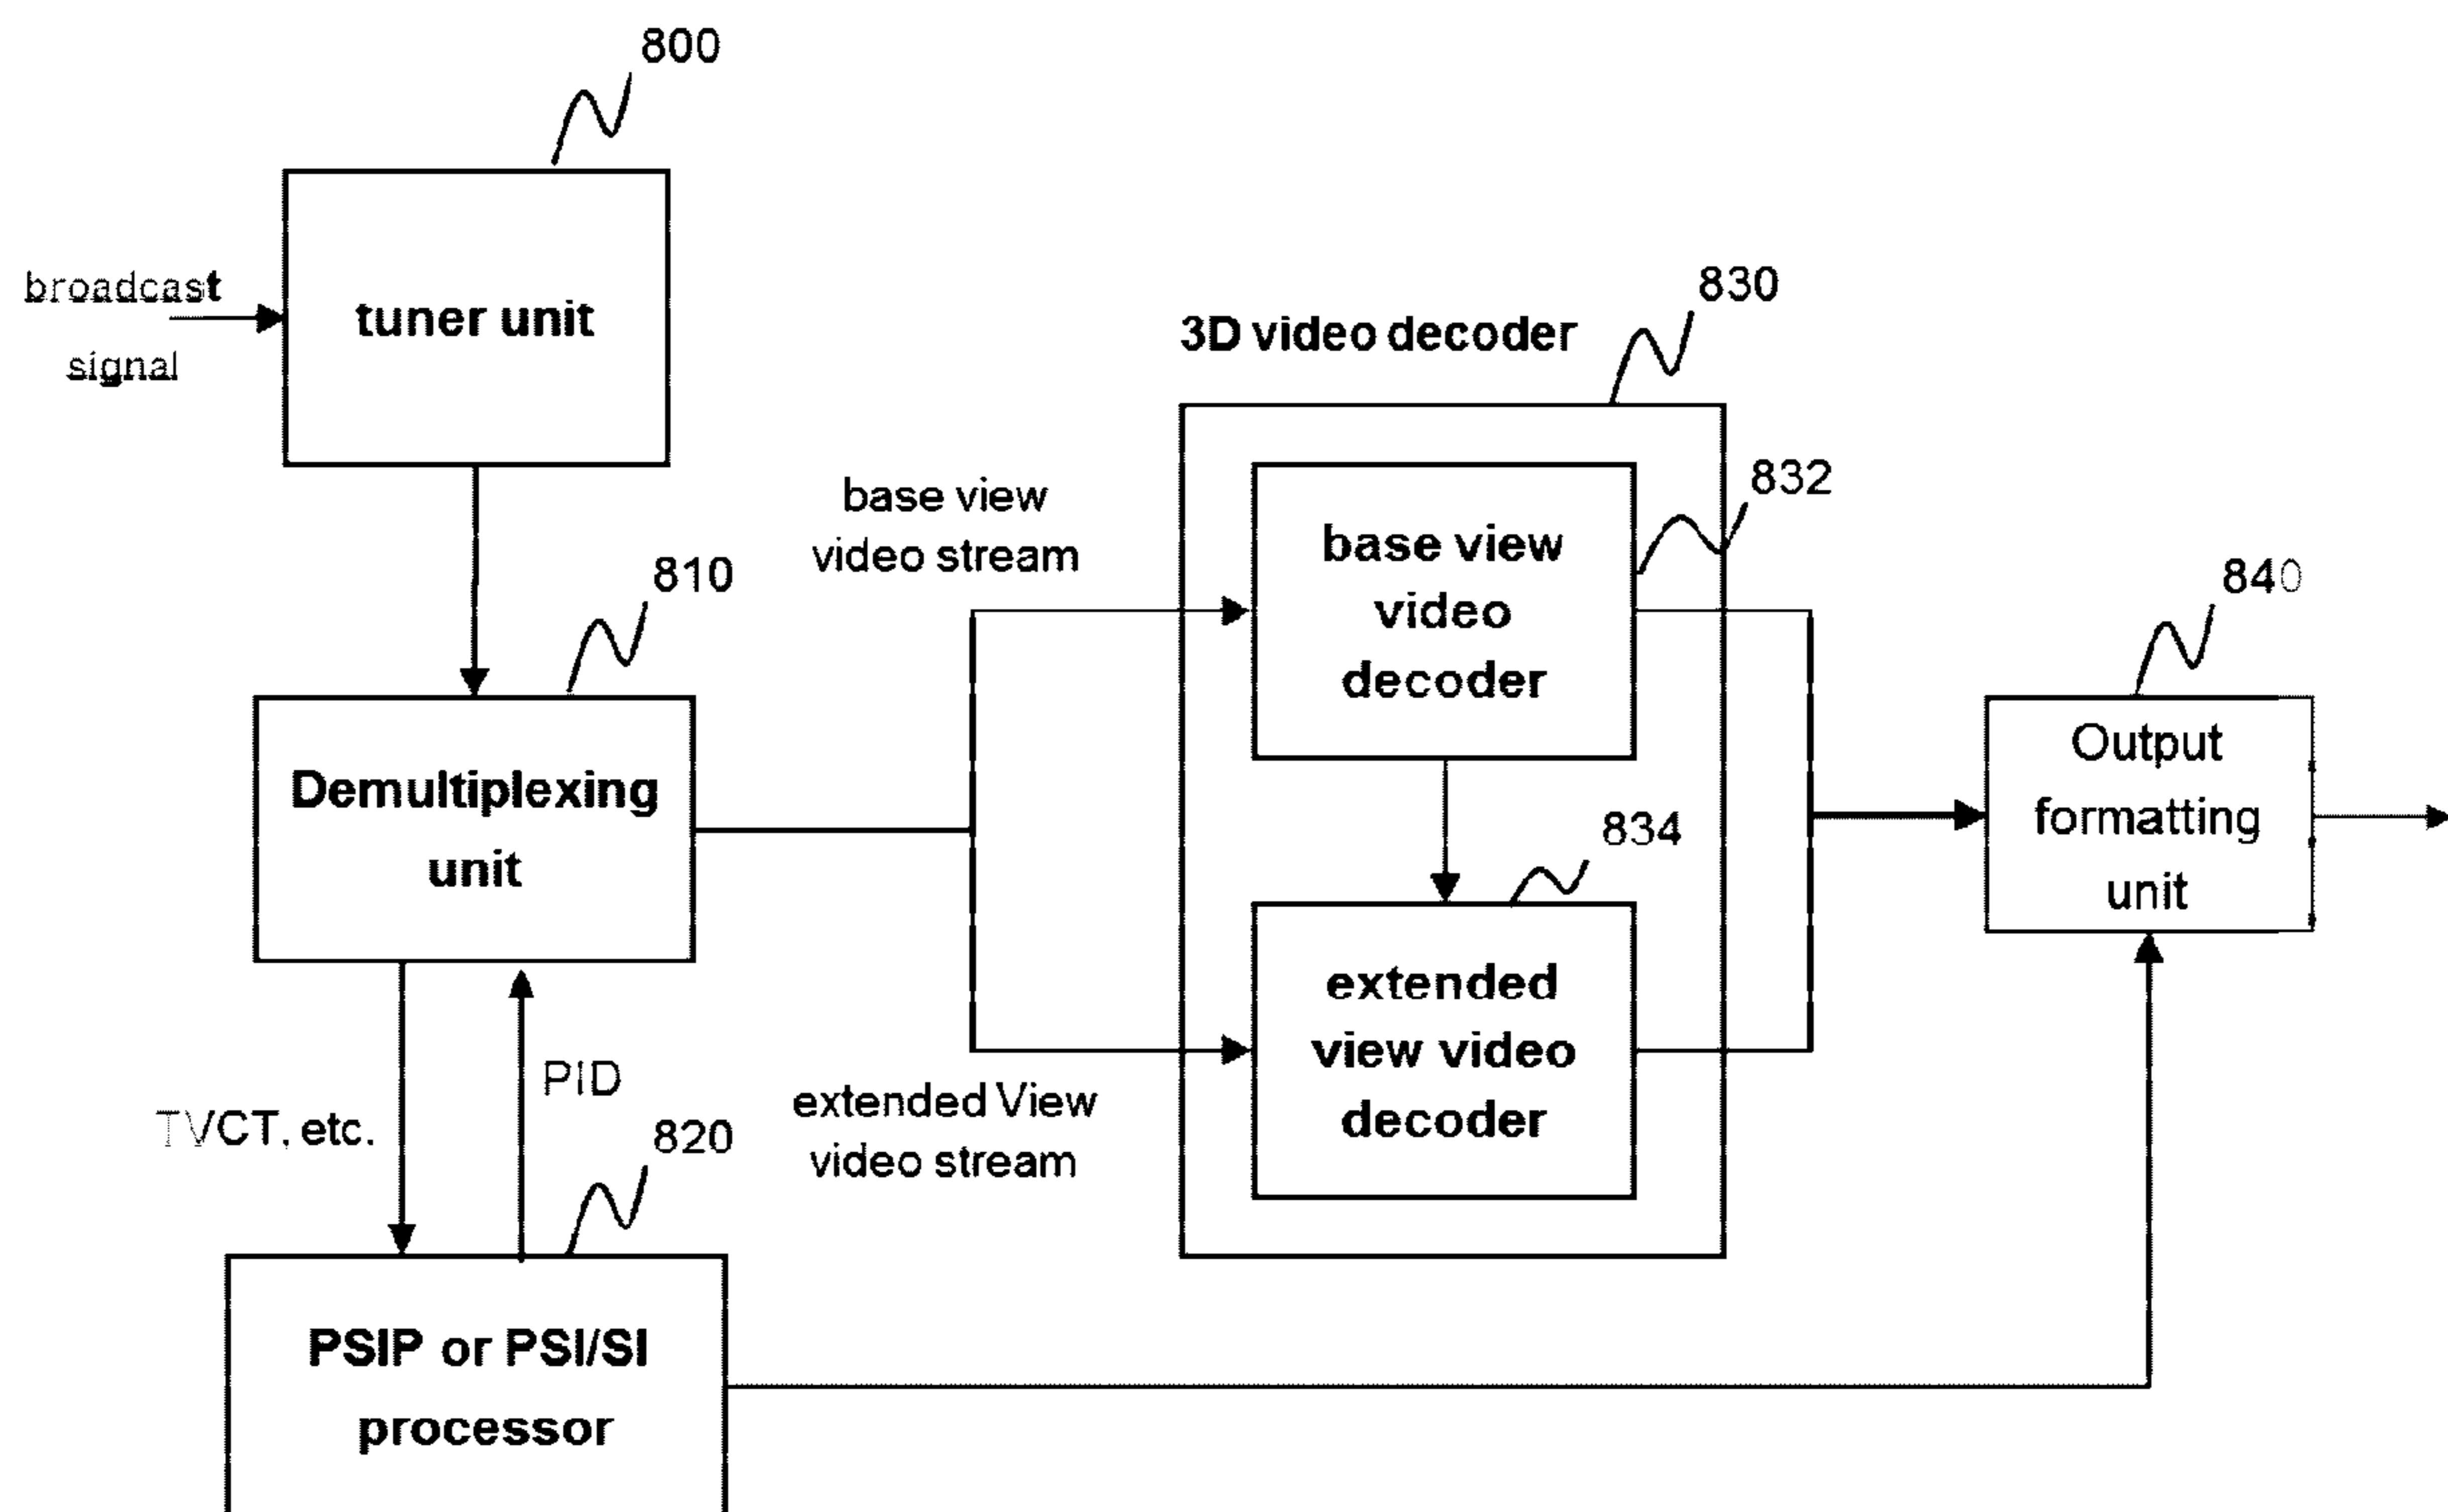 800
broadcast
signal
tuner unit
830
3D video decoder
832
base view
video stream
base view
video
decoder
810
840
Demultiplexing
unit
Output
formatting
unit
834
extended
view video
decoder
PID
TVCT, etc.
extended View
video stream
820
PSIP or PSI/SI
processor